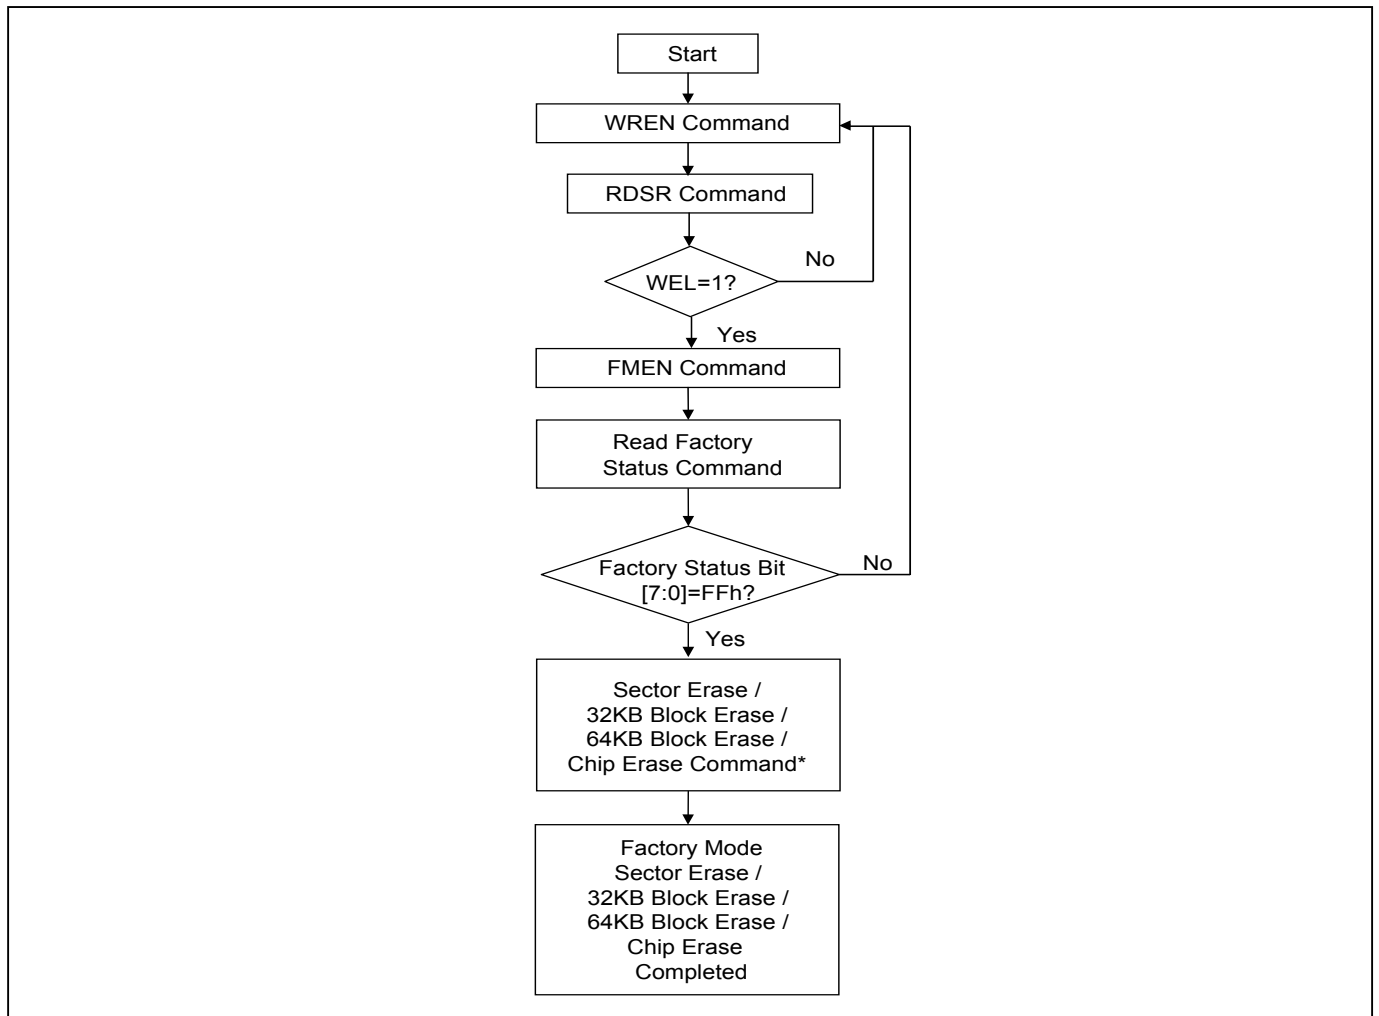 Start
WREN Command
RDSR Command
WEL=1?
No
Yes
FMEN Command
Read Factory
Status Command
Factory Status Bit
[7:0]=FFh?
No
Yes
Sector Erase /
32KB Block Erase /
64KB Block Erase /
Chip Erase Command*
Factory Mode
Sector Erase /
32KB Block Erase /
64KB Block Erase /
Chip Erase
Completed